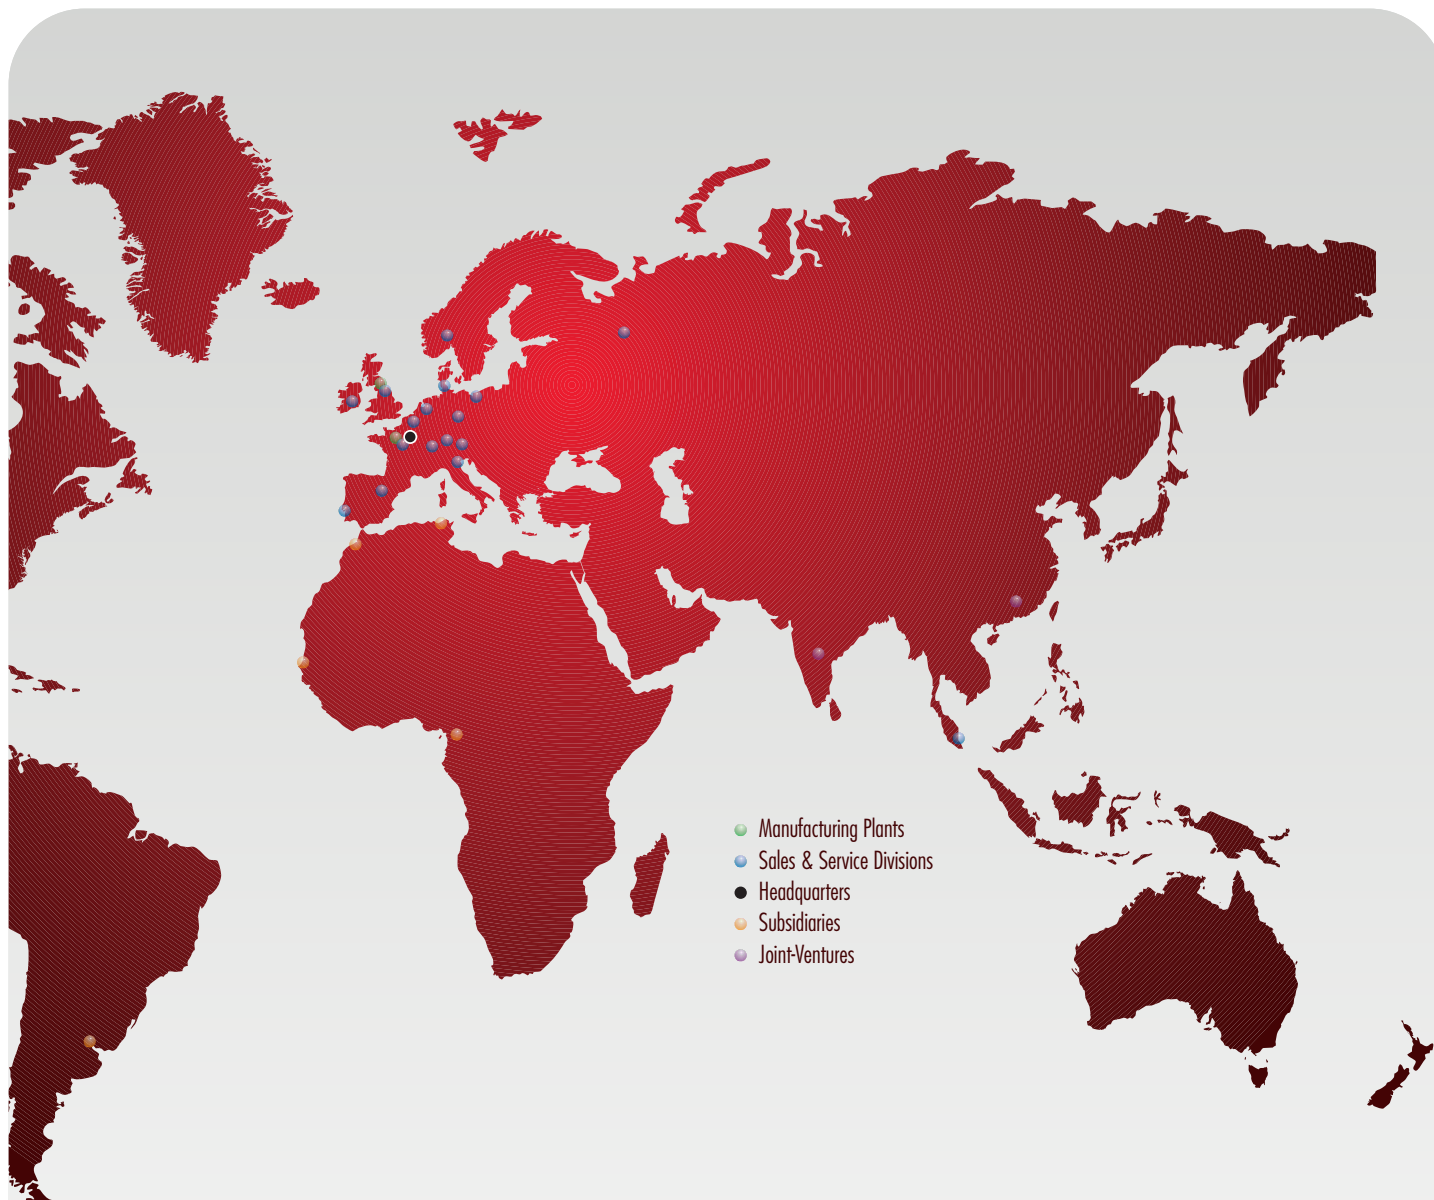 Manufacturing Plants
Sales & Service Divisions
Headquarters
Subsidiaries
Joint-Ventures